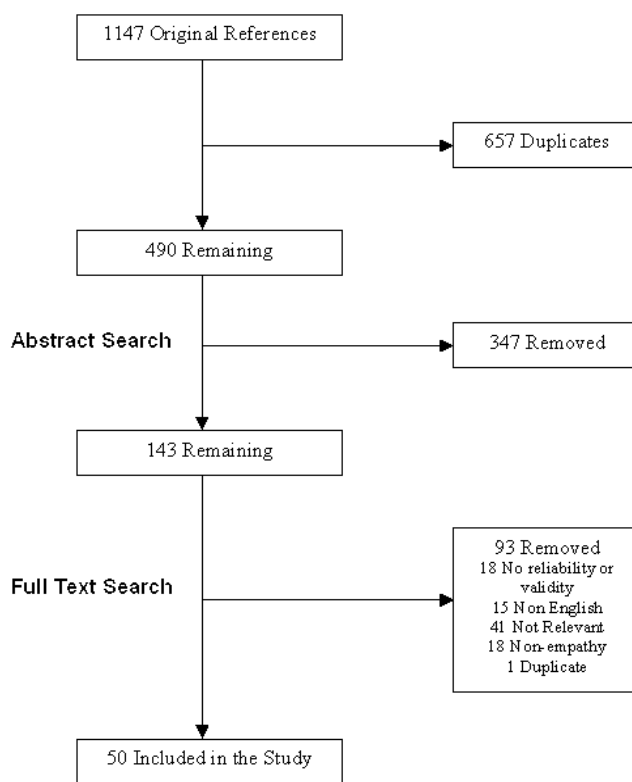 1147 Original References
657 Duplicates
490 Remaining
Abstract Search
347 Removed
143 Remaining
Full Text Search
93 Removed
18 No reliability or
validity
15 Non English
41 Not Relevant
18 Non-empathy
1 Duplicate
50 Included in the Study